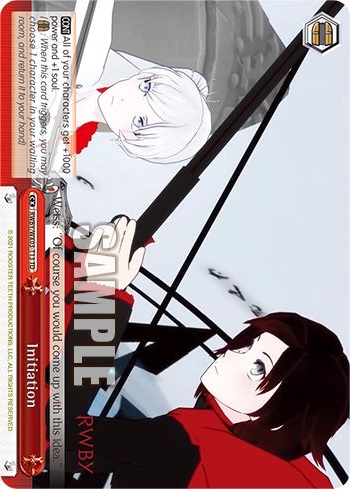 [CONT] All of your characters get +1000
power and +1 soul.
( : When this card triggers, you may
choose 1 character in your waiting
room, and return it to your hand)
Weiss: "Of course you would come up with this idea."
CC
Initiation
RWBY
© 2021 ROOSTER TEETH PRODUCTIONS, LLC. ALL RIGHTS RESERVED.
SAMPLE